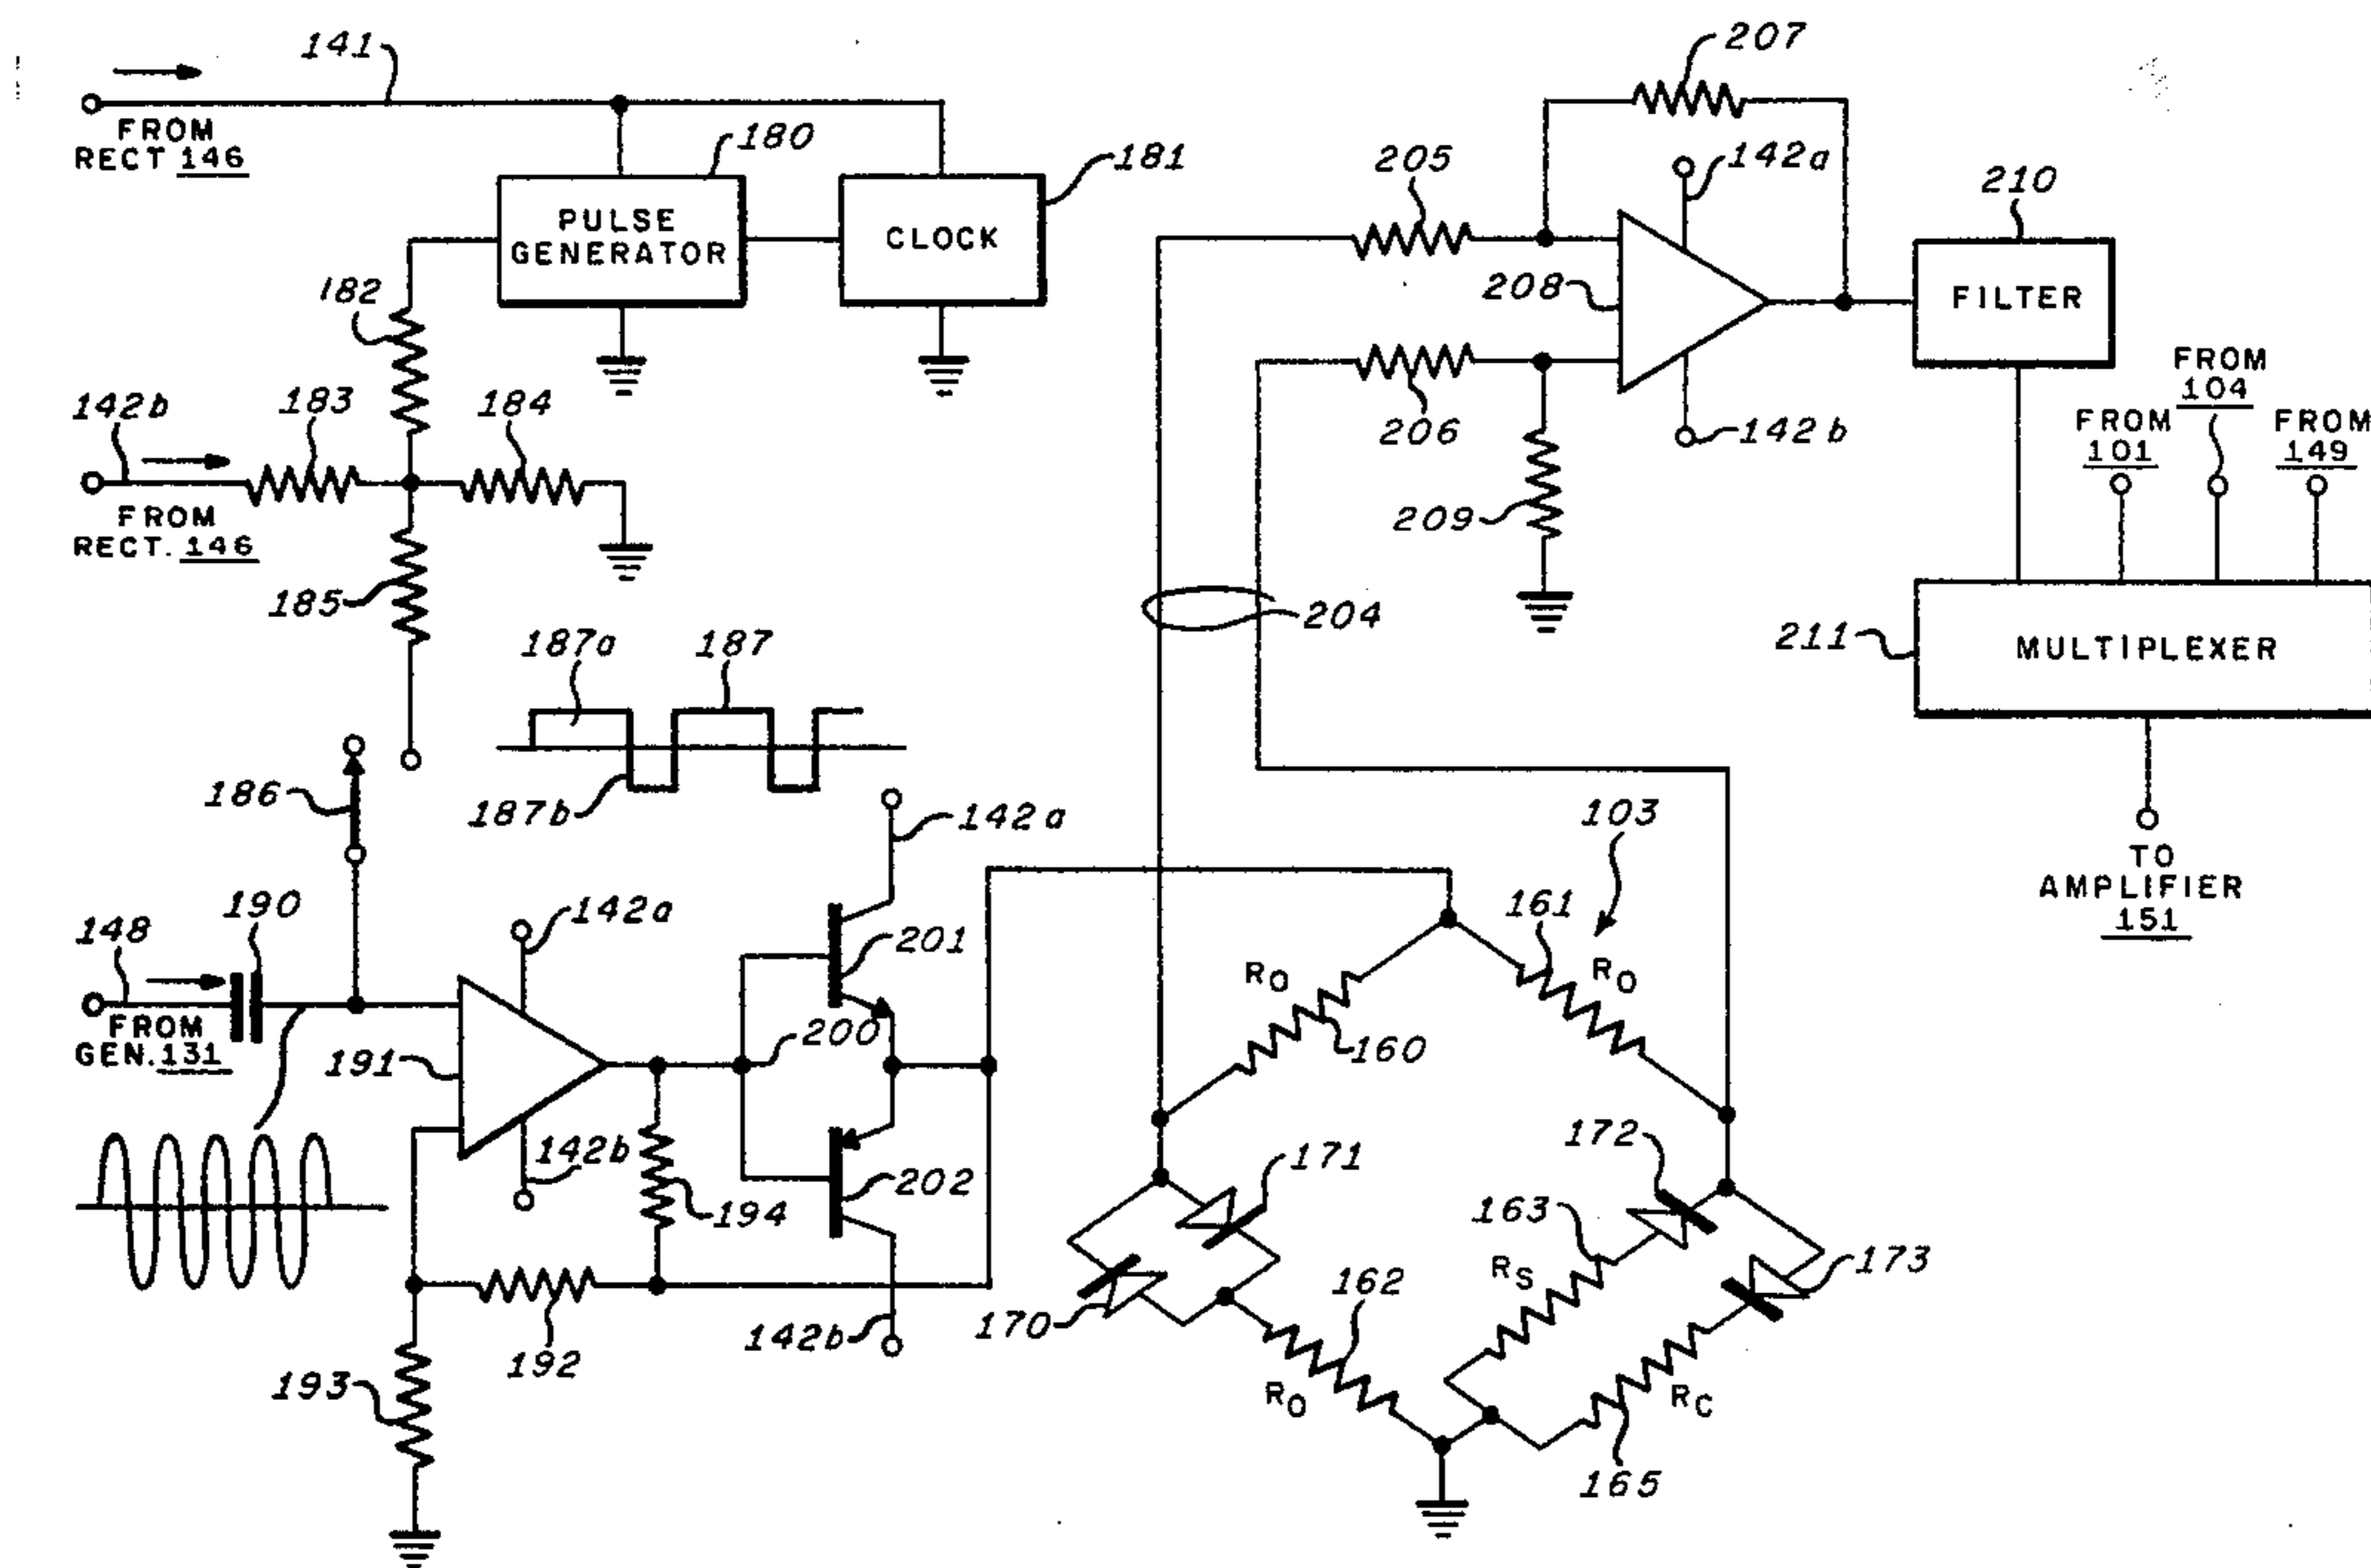 141
FROM
RECT 146
180
PULSE
GENERATOR
181
CLOCK
182
142b
183
184
FROM
RECT. 146
185
187a
187
187b
186
142a
190
148
FROM
GEN. 131
142a
191
142b
200
201
202
194
192
193
142b
207
205
142a
208
210
FILTER
206
142b
209
FROM
104
FROM
101
FROM
149
204
211
MULTIPLEXER
TO
AMPLIFIER
151
103
161
RO
RO
160
171
172
163
RS
173
170
162
RO
RC
165